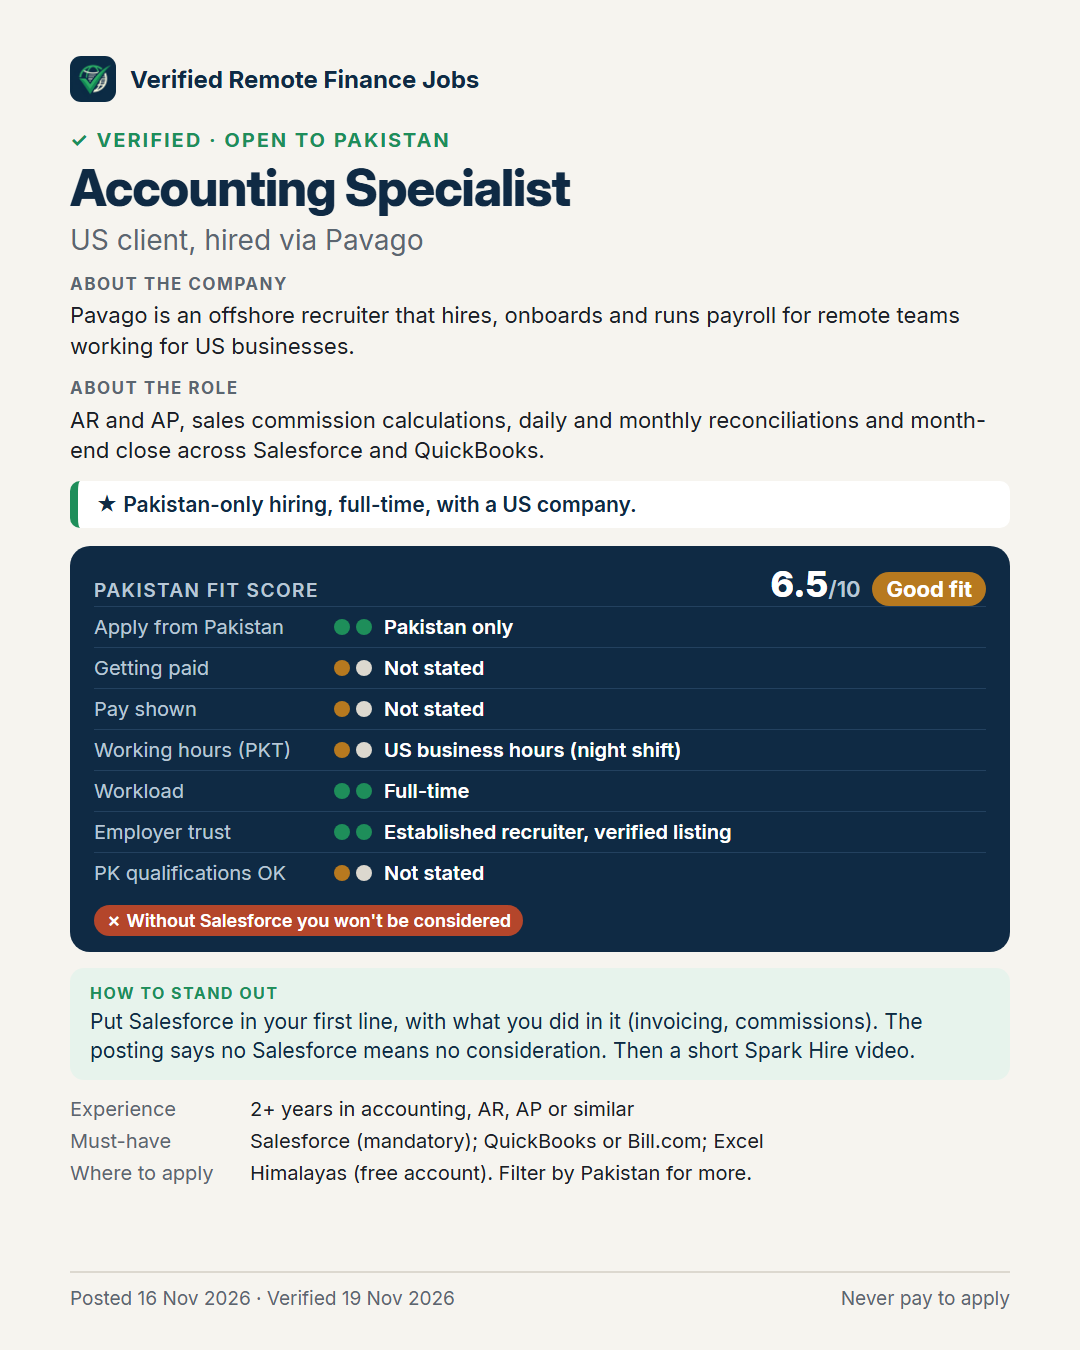 Verified Remote Finance Jobs
✓ VERIFIED · OPEN TO PAKISTAN
Accounting Specialist
US client, hired via Pavago
ABOUT THE COMPANY
Pavago is an offshore recruiter that hires, onboards and runs payroll for remote teams
working for US businesses.
ABOUT THE ROLE
AR and AP, sales commission calculations, daily and monthly reconciliations and month-
end close across Salesforce and QuickBooks.
★ Pakistan-only hiring, full-time, with a US company.
PAKISTAN FIT SCORE 6.5/10 Good fit
Apply from Pakistan Pakistan only
Getting paid Not stated
Pay shown Not stated
Working hours (PKT) US business hours (night shift)
Workload Full-time
Employer trust Established recruiter, verified listing
PK qualifications OK Not stated
× Without Salesforce you won't be considered
HOW TO STAND OUT
Put Salesforce in your first line, with what you did in it (invoicing, commissions). The
posting says no Salesforce means no consideration. Then a short Spark Hire video.
Experience 2+ years in accounting, AR, AP or similar
Must-have Salesforce (mandatory); QuickBooks or Bill.com; Excel
Where to apply Himalayas (free account). Filter by Pakistan for more.
Posted 16 Nov 2026 · Verified 19 Nov 2026 Never pay to apply